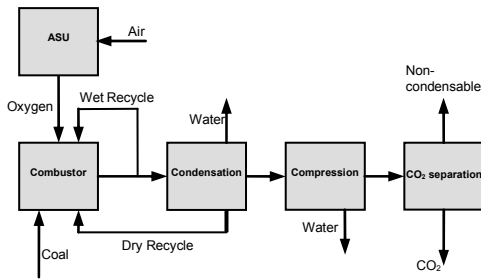 ASU
Air
Non-
condensable
Oxygen
Wet Recycle
Water
Combustor
Condensation
Compression
CO₂ separation
Dry Recycle
Water
Coal
CO₂